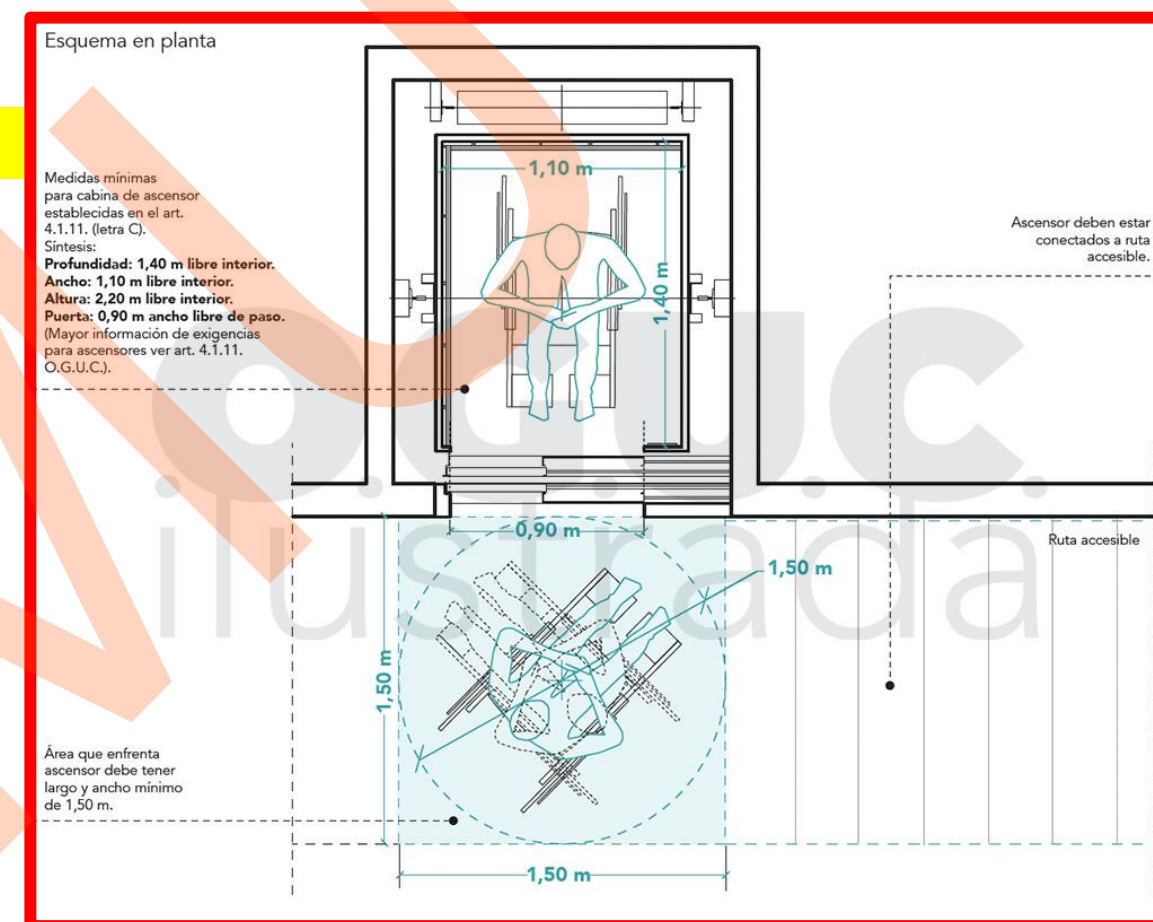 Esquema en planta
Medidas mínimas
para cabina de ascensor
establecidas en el art.
4.1.11. (letra C).
Síntesis:
Profundidad: 1,40 m libre interior.
Ancho: 1,10 m libre interior.
Altura: 2,20 m libre interior.
Puerta: 0,90 m ancho libre de paso.
(Mayor información de exigencias
para ascensores ver art. 4.1.11.
O.G.U.C.).
1,10 m
1,40 m
Ascensor deben estar
conectados a ruta
accesible.
OGUC
ilustrada
0,90 m
Ruta accesible
1,50 m
1,50 m
Área que enfrenta
ascensor debe tener
largo y ancho mínimo
de 1,50 m.
1,50 m